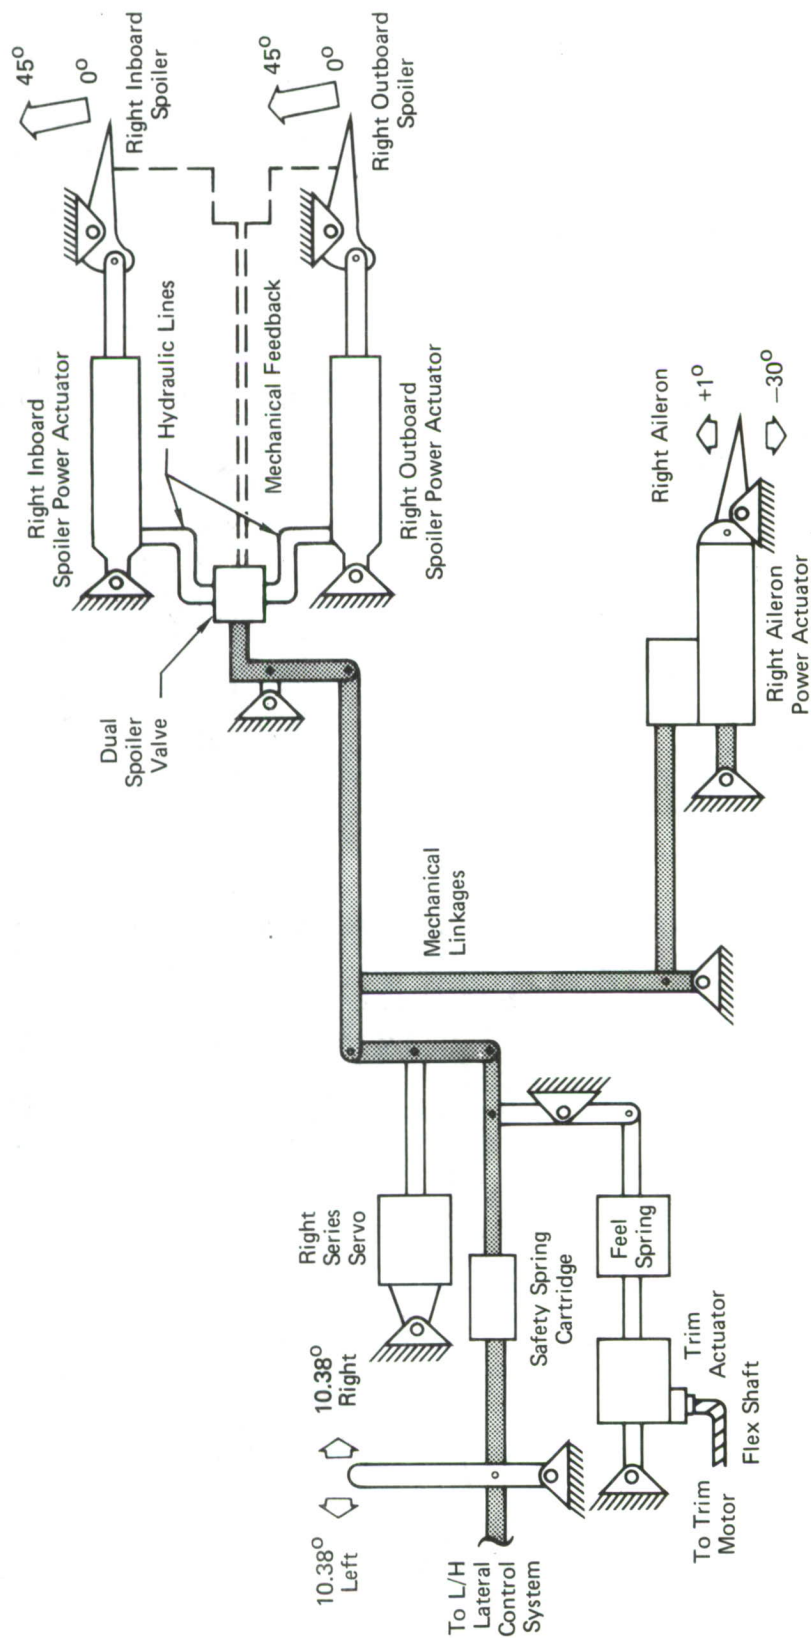 45°
0°
Right Inboard
Spoiler
45°
0°
Right Outboard
Spoiler
Right Inboard
Spoiler Power Actuator
Hydraulic Lines
Mechanical Feedback
Right Outboard
Spoiler Power Actuator
Dual
Spoiler
Valve
Right Aileron
+1°
−30°
Right Aileron
Power Actuator
Mechanical
Linkages
Right
Series
Servo
10.38°
Right
10.38°
Left
Safety Spring
Cartridge
Feel
Spring
Trim
Actuator
Flex Shaft
To Trim
Motor
To L/H
Lateral
Control
System